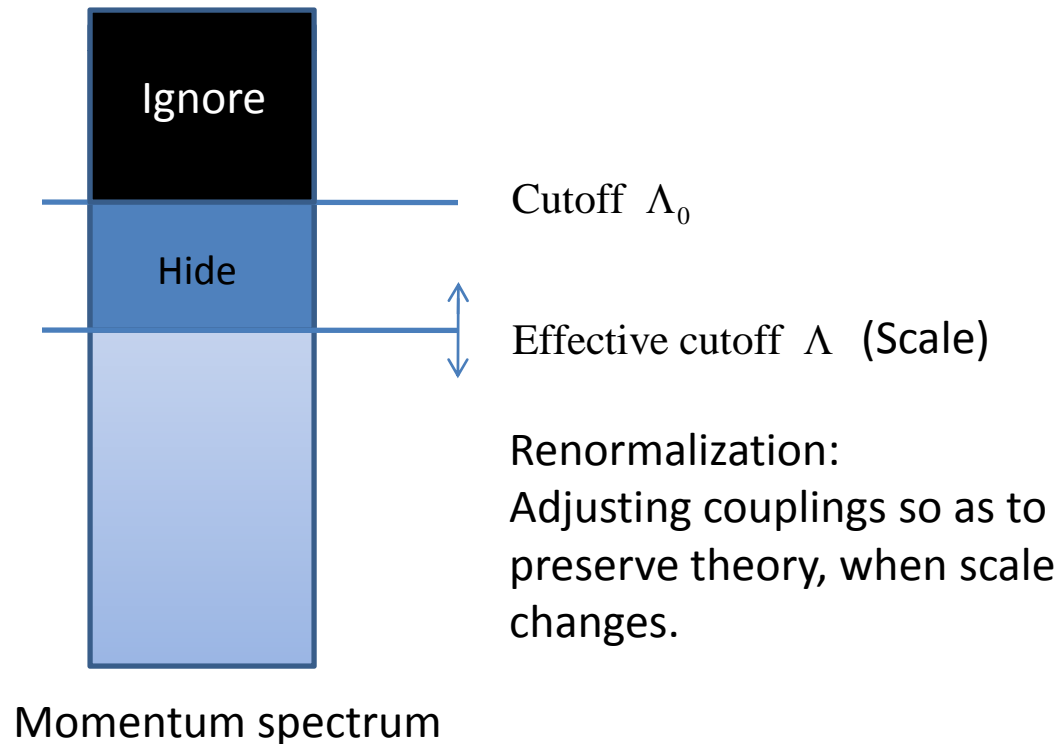 Ignore
Cutoff Λ₀
Hide
Effective cutoff Λ (Scale)
Renormalization:
Adjusting couplings so as to
preserve theory, when scale
changes.
Momentum spectrum